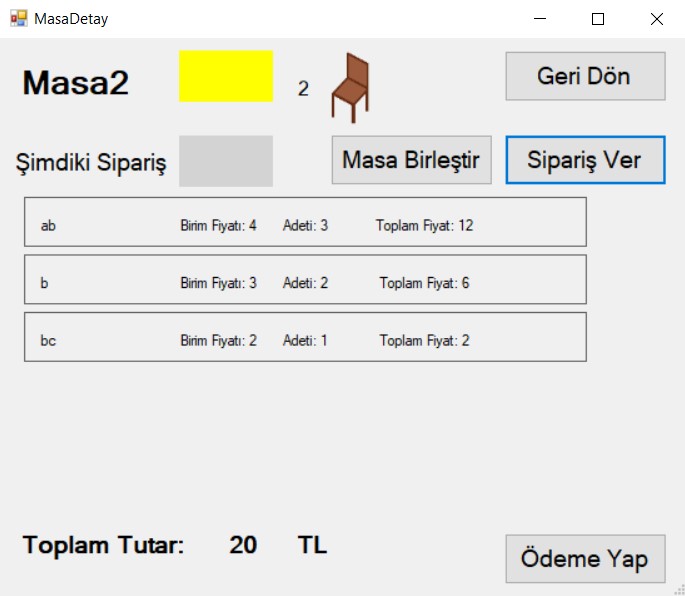 MasaDetay
Masa2 2 Geri Dön
Şimdiki Sipariş Masa Birleştir Sipariş Ver
ab Birim Fiyatı: 4 Adeti: 3 Toplam Fiyat: 12
b Birim Fiyatı: 3 Adeti: 2 Toplam Fiyat: 6
bc Birim Fiyatı: 2 Adeti: 1 Toplam Fiyat: 2
Toplam Tutar: 20 TL
Ödeme Yap